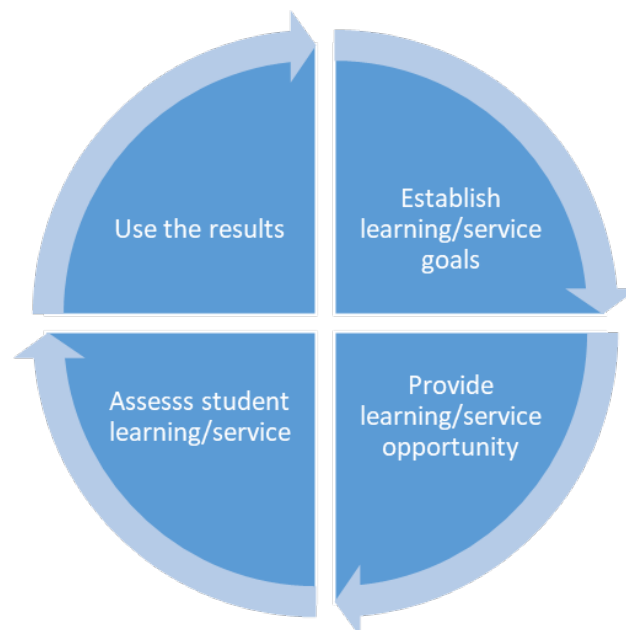 Use the results
Establish
learning/service
goals
Assesss student
learning/service
Provide
learning/service
opportunity